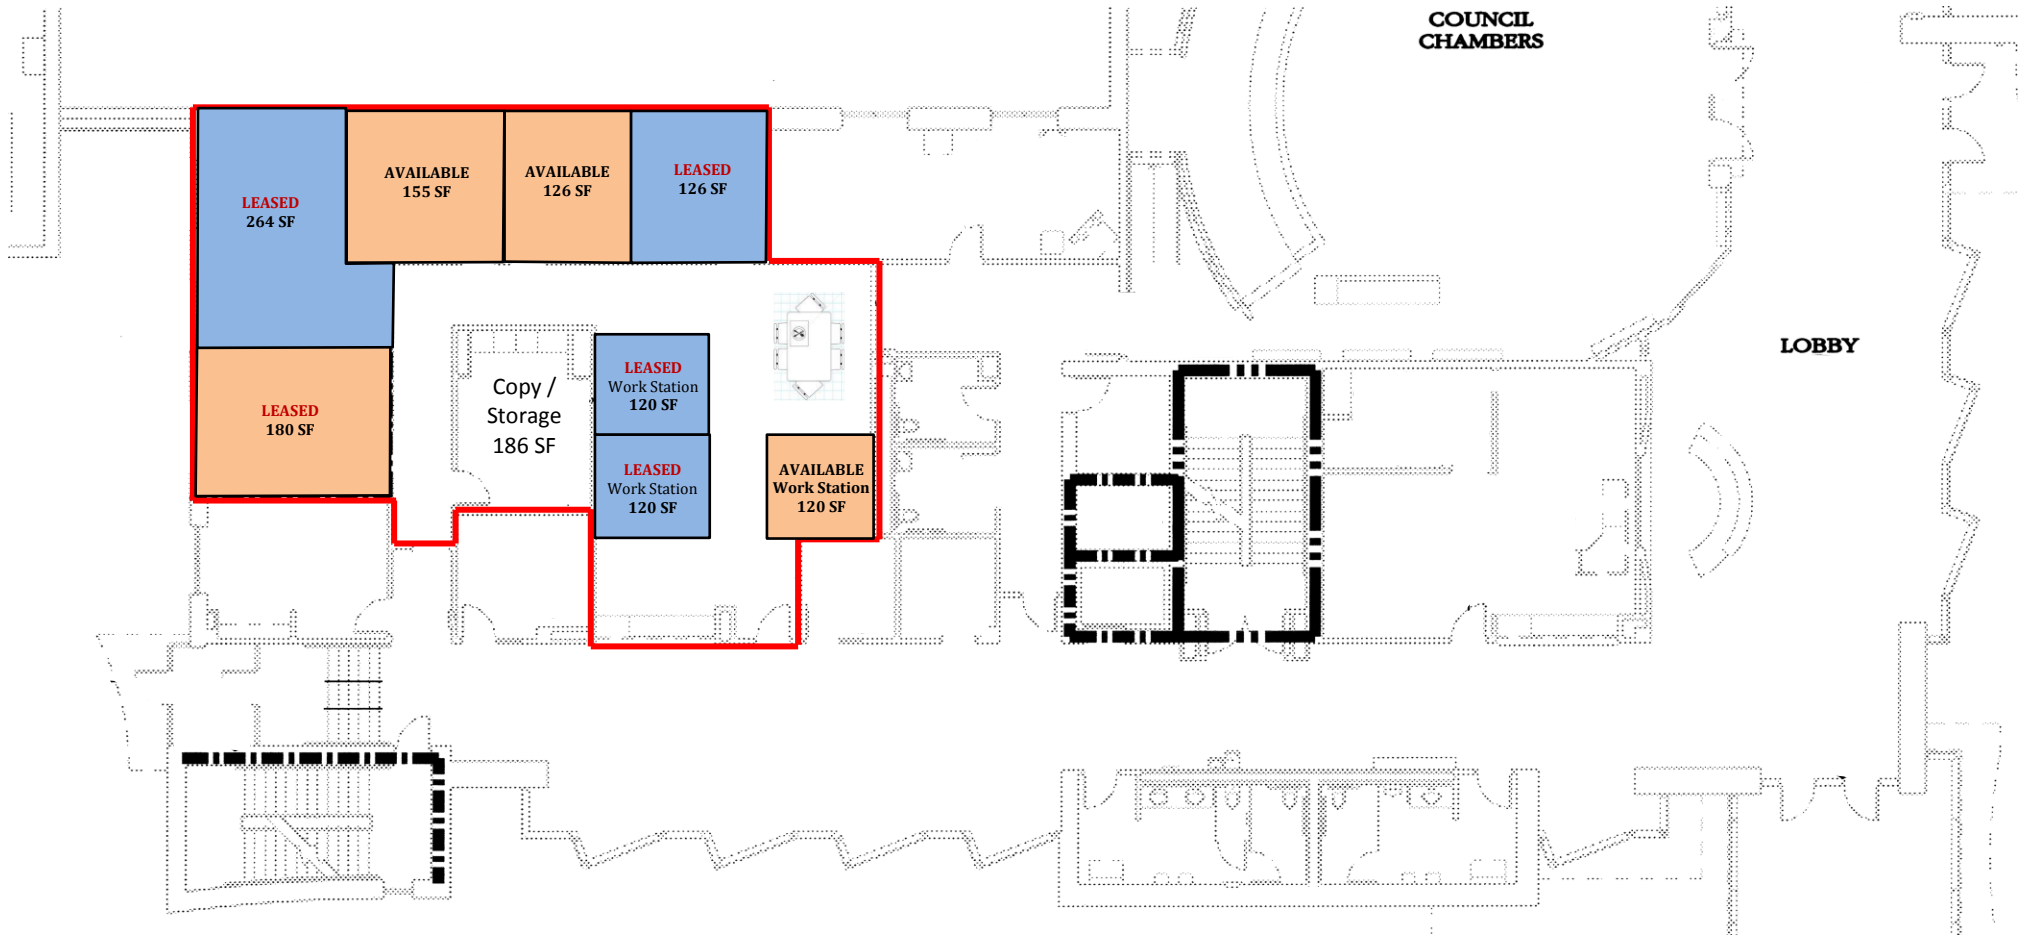 COUNCIL
CHAMBERS
LEASED
264 SF
AVAILABLE
155 SF
AVAILABLE
126 SF
LEASED
126 SF
LOBBY
LEASED
180 SF
Copy /
Storage
186 SF
LEASED
Work Station
120 SF
LEASED
Work Station
120 SF
AVAILABLE
Work Station
120 SF